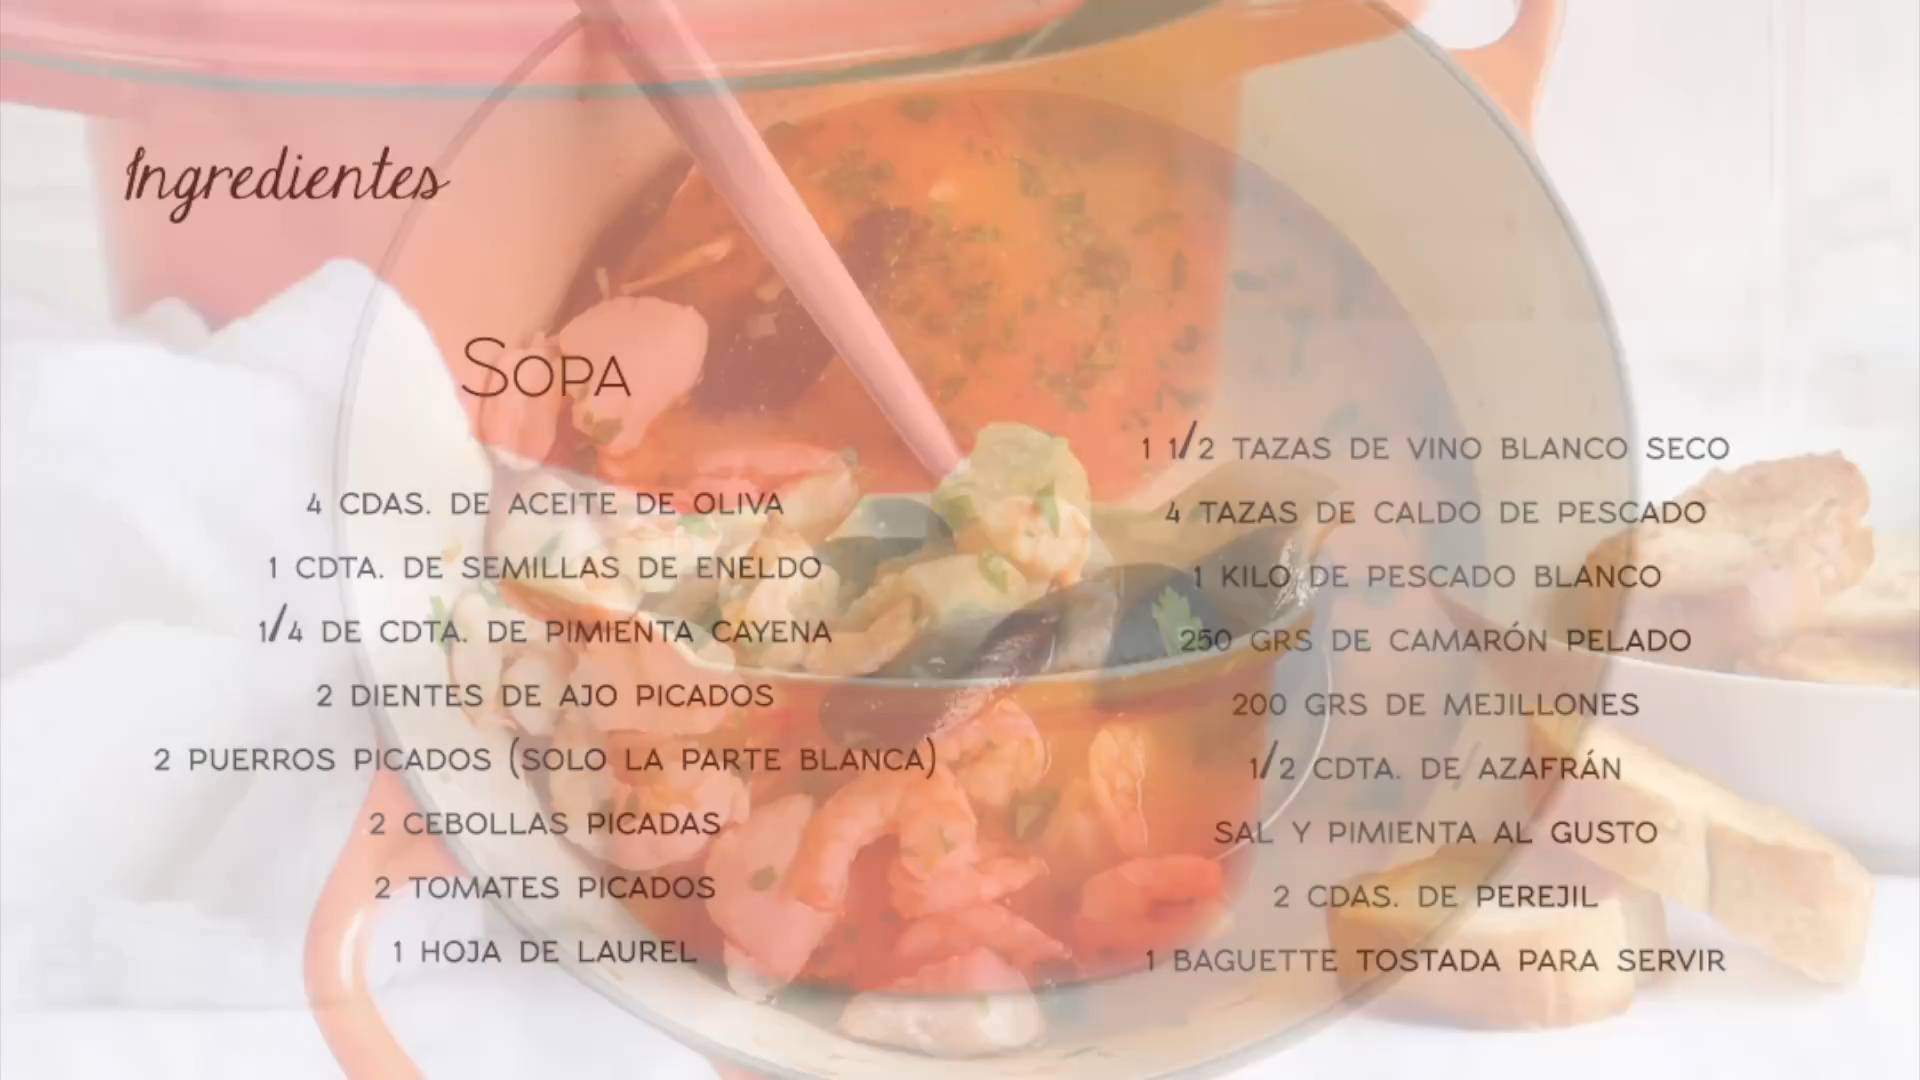 Ingredientes
SOPA
4 CDAS. DE ACEITE DE OLIVA
1 CDTA. DE SEMILLAS DE ENELDO
1/4 DE CDTA. DE PIMIENTA CAYENA
2 DIENTES DE AJO PICADOS
2 PUERROS PICADOS (SOLO LA PARTE BLANCA)
2 CEBOLLAS PICADAS
2 TOMATES PICADOS
1 HOJA DE LAUREL
1 1/2 TAZAS DE VINO BLANCO SECO
4 TAZAS DE CALDO DE PESCADO
1 KILO DE PESCADO BLANCO
250 GRS DE CAMARÓN PELADO
200 GRS DE MEJILLONES
1/2 CDTA. DE AZAFRÁN
SAL Y PIMIENTA AL GUSTO
2 CDAS. DE PEREJIL
1 BAGUETTE TOSTADA PARA SERVIR